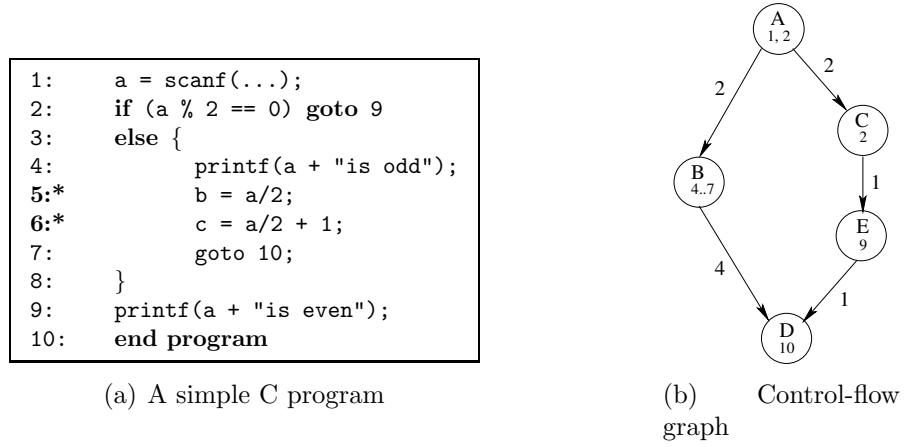 1: a = scanf(...);
2: if (a % 2 == 0) goto 9
3: else {
4: printf(a + "is odd");
5:* b = a/2;
6:* c = a/2 + 1;
7: goto 10;
8: }
9: printf(a + "is even");
10: end program
(a) A simple C program
A
1, 2
2
2
C
2
B
4..7
1
E
9
4
1
D
10
(b) Control-flow
graph